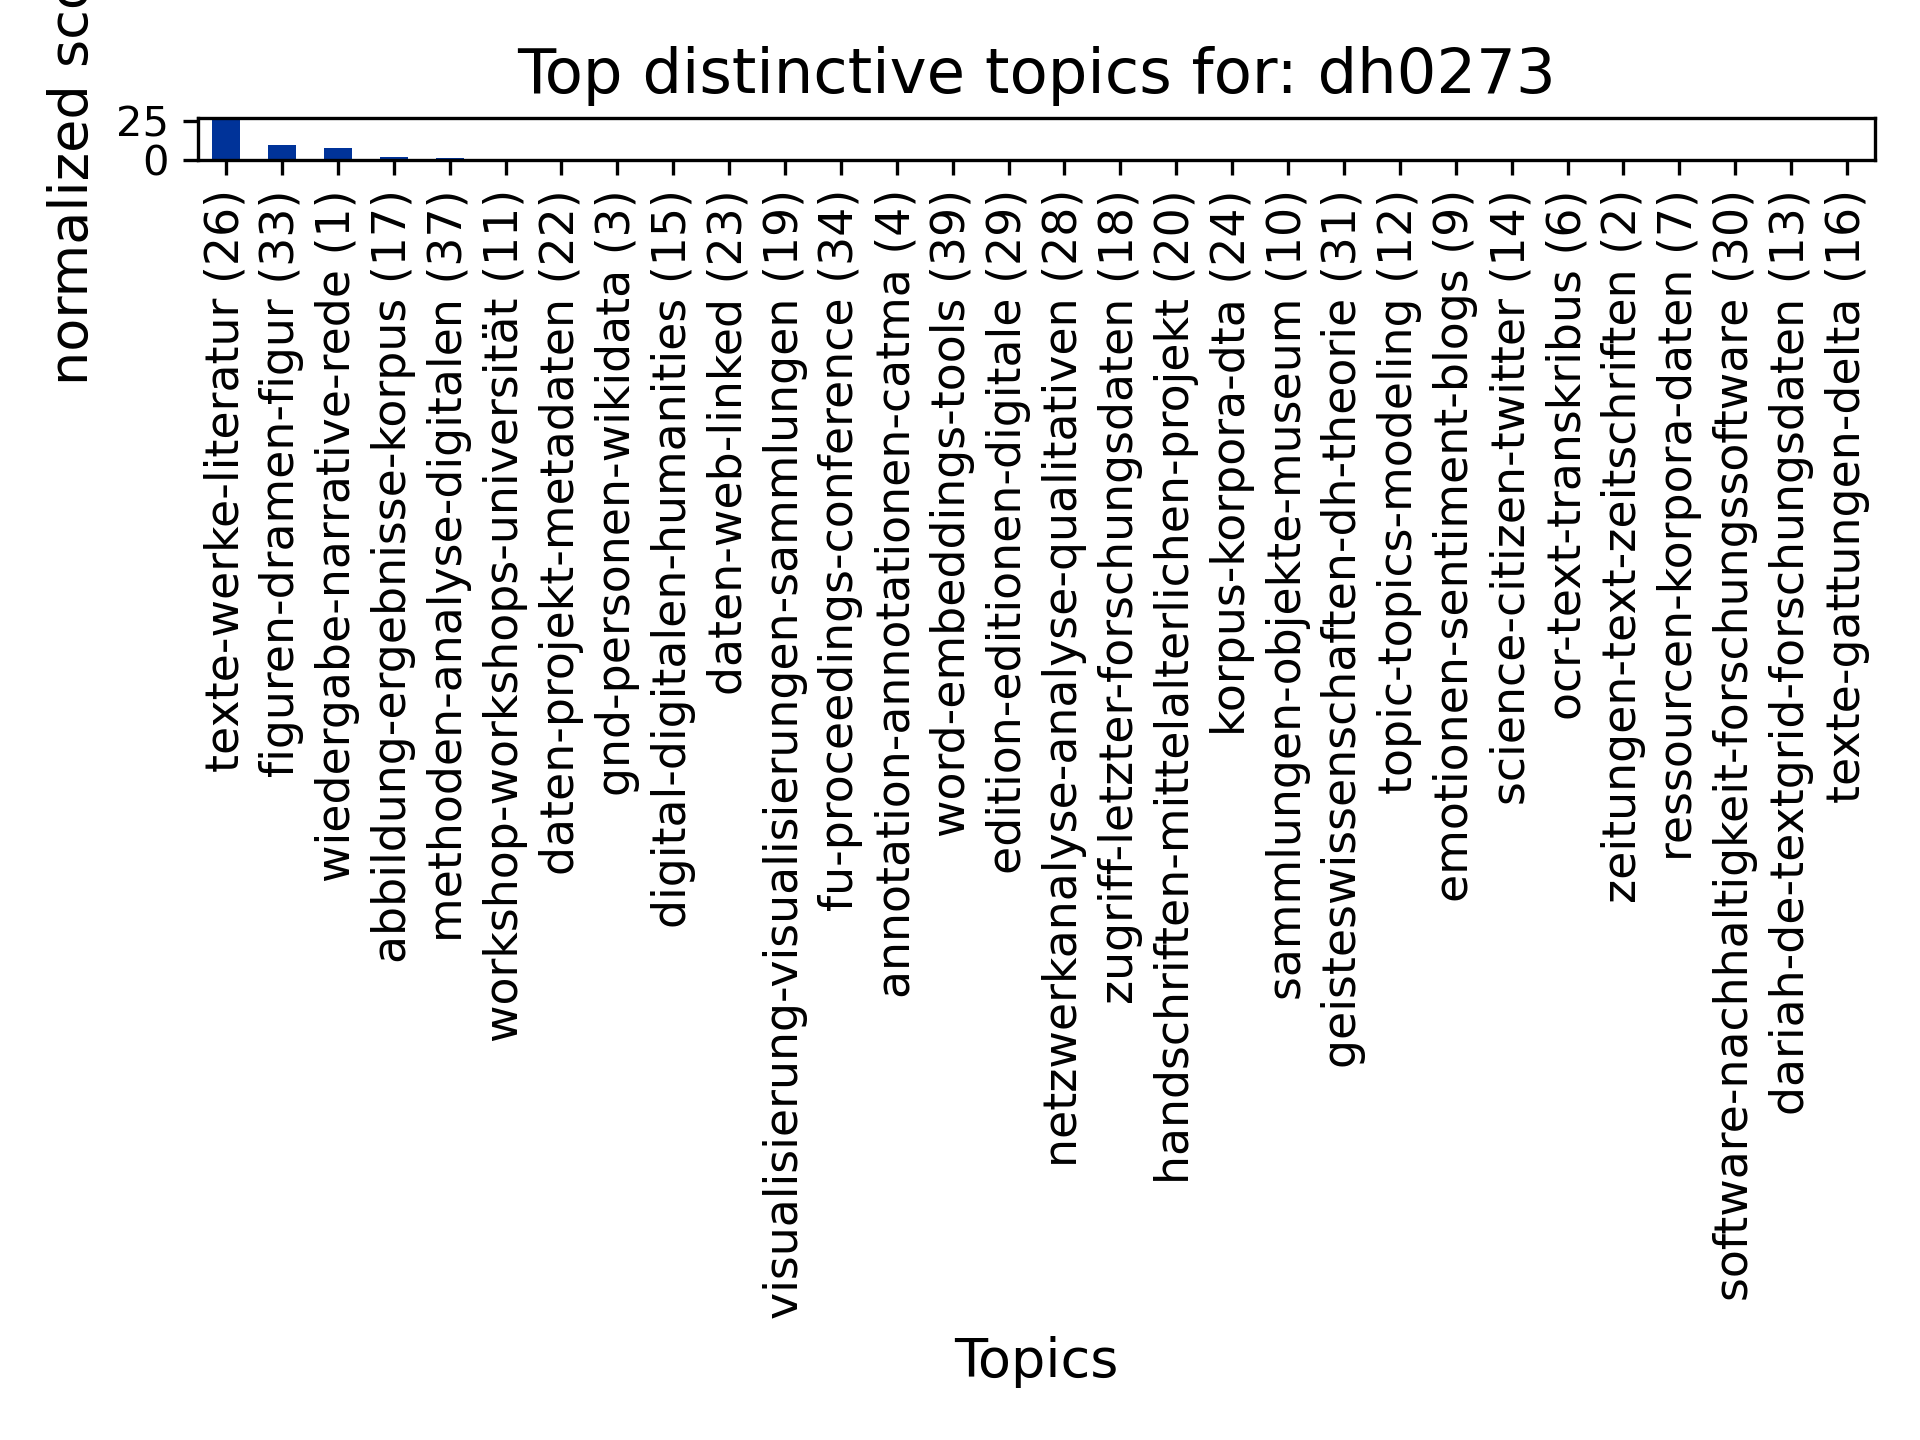 Top distinctive topics for: dh0273
normalized
25
0
texte-werke-literatur (26)
figuren-dramen-figur (33)
wiedergabe-narrative-rede (1)
abbildung-ergebnisse-korpus (17)
methoden-analyse-digitalen (37)
workshop-workshops-universität (11)
daten-projekt-metadaten (22)
gnd-personen-wikidata (3)
digital-digitalen-humanities (15)
daten-web-linked (23)
visualisierung-visualisierungen-sammlungen (19)
fu-proceedings-conference (34)
annotation-annotationen-catma (4)
word-embeddings-tools (39)
edition-editionen-digitale (29)
netzwerkanalyse-analyse-qualitativen (28)
zugriff-letzter-forschungsdaten (18)
handschriften-mittelalterlichen-projekt (20)
korpus-korpora-dta (24)
sammlungen-objekte-museum (10)
geisteswissenschaften-dh-theorie (31)
topic-topics-modeling (12)
emotionen-sentiment-blogs (9)
science-citizen-twitter (14)
ocr-text-transkribus (6)
zeitungen-text-zeitschriften (2)
ressourcen-korpora-daten (7)
software-nachhaltigkeit-forschungssoftware (30)
dariah-de-textgrid-forschungsdaten (13)
texte-gattungen-delta (16)
Topics